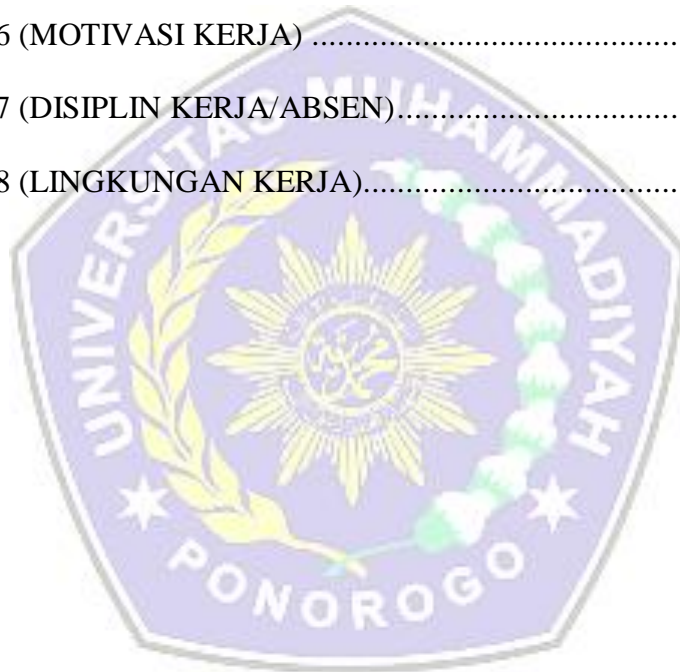 6 (MOTIVASI KERJA) ............................................
7 (DISIPLIN KERJA/ABSEN)..................................
8 (LINGKUNGAN KERJA)......................................
UNIVERSITAS MUHAMMADIYAH
PONOROGO